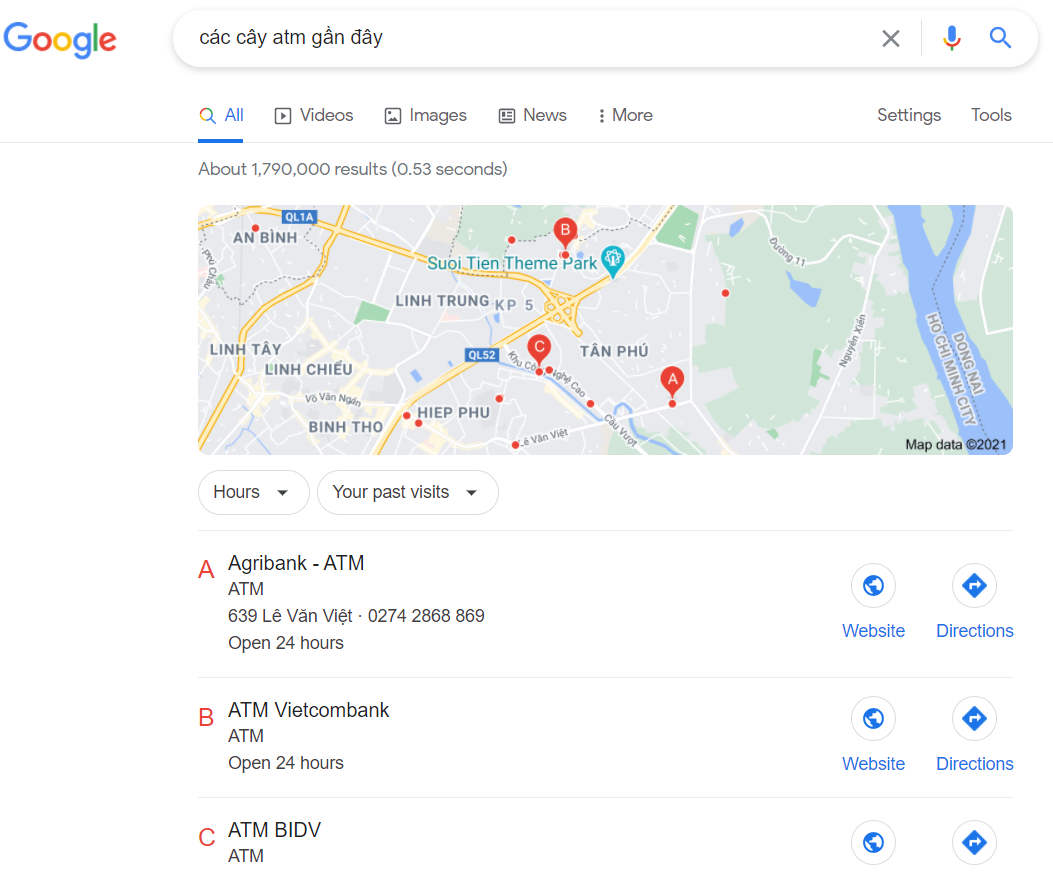 Google
các cây atm gần đây
All
Videos
Images
News
More
Settings
Tools
About 1,790,000 results (0.53 seconds)
QL1A
AN BÌNH
B
Suoi Tien Theme Park
Đường 11
LINH TRUNG
KP 5
LINH TÂY
QL52
C
TÂN PHÚ
Nguyễn Xiển
DONG NAI
HO CHI MINH CITY
LINH CHIỂU
A
Võ Văn Ngân
HIEP PHU
BINH THO
Lê Văn Việt
Cầu Vượt
Map data ©2021
Hours
Your past visits
A
Agribank - ATM
ATM
639 Lê Văn Việt · 0274 2868 869
Open 24 hours
Website
Directions
B
ATM Vietcombank
ATM
Open 24 hours
Website
Directions
C
ATM BIDV
ATM